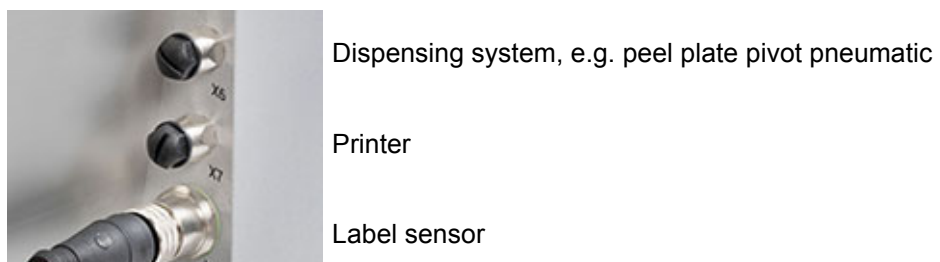 Dispensing system, e.g. peel plate pivot pneumatic
X6
Printer
X7
Label sensor